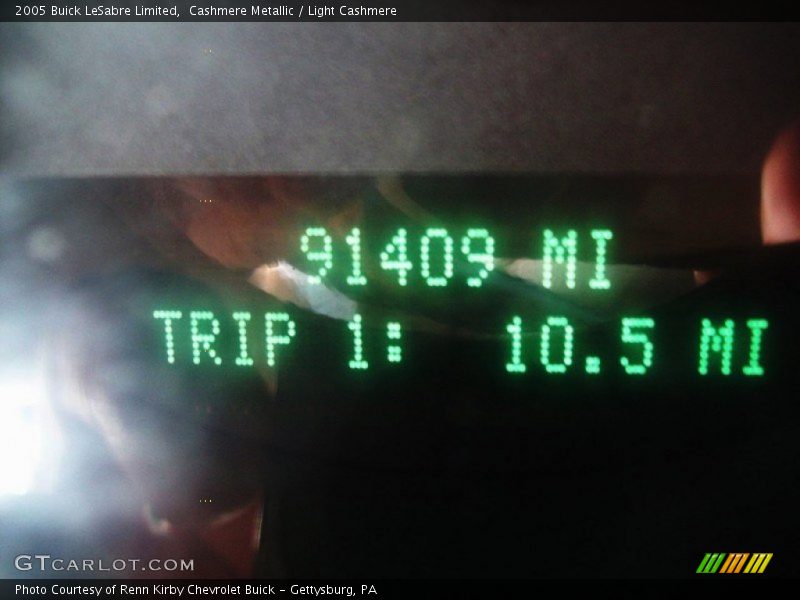 2005 Buick LeSabre Limited,  Cashmere Metallic / Light Cashmere
91409 MI
TRIP 1:   10.5 MI
GTCARLOT.COM
Photo Courtesy of Renn Kirby Chevrolet Buick - Gettysburg, PA